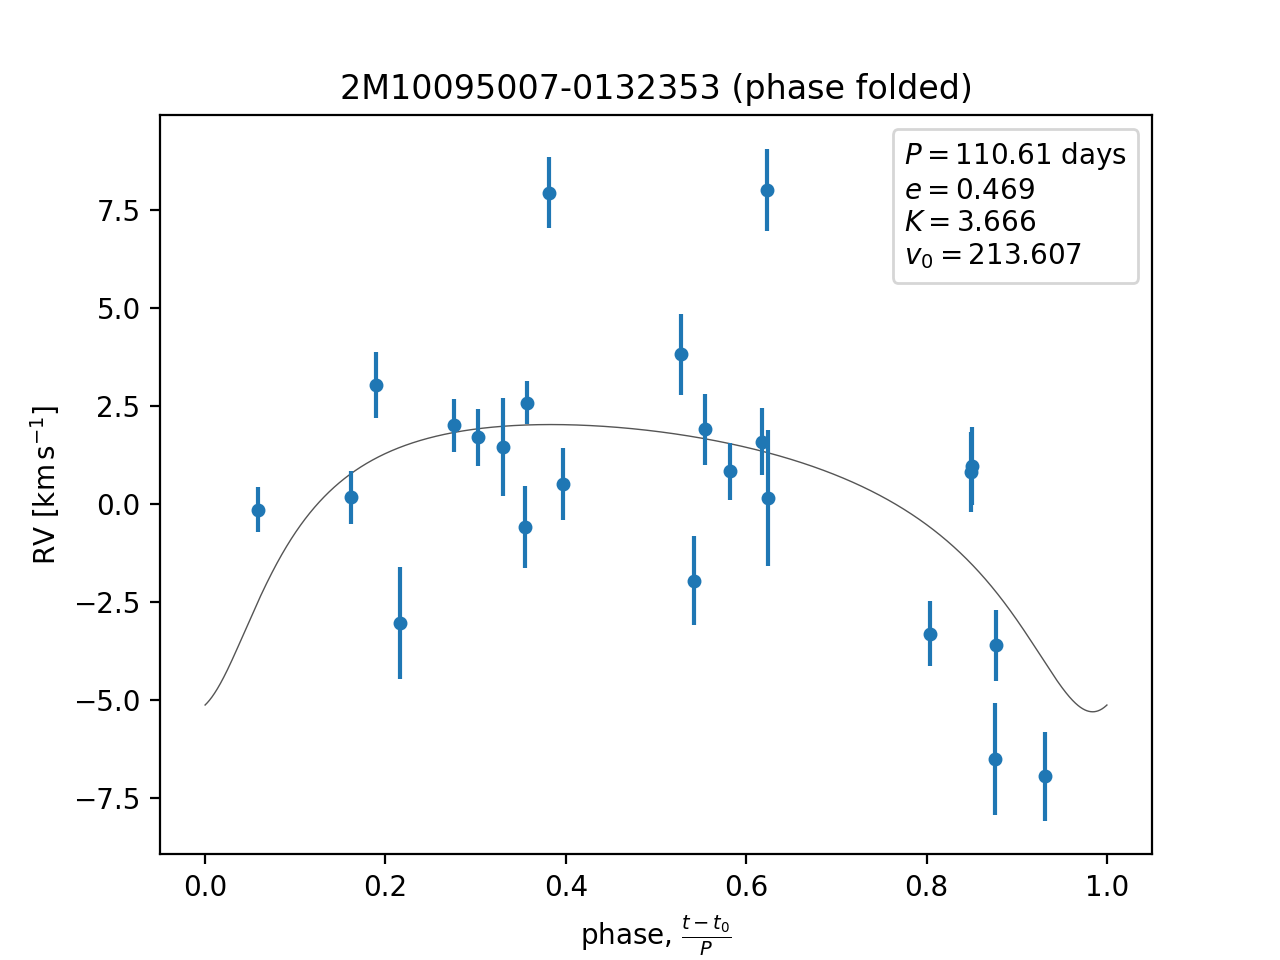 2M10095007-0132353 (phase folded)
P = 110.61 days
e = 0.469
K = 3.666
v₀ = 213.607
7.5
5.0
2.5
0.0
−2.5
−5.0
−7.5
RV [km s⁻¹]
0.0 0.2 0.4 0.6 0.8 1.0
phase, (t − t₀)/P